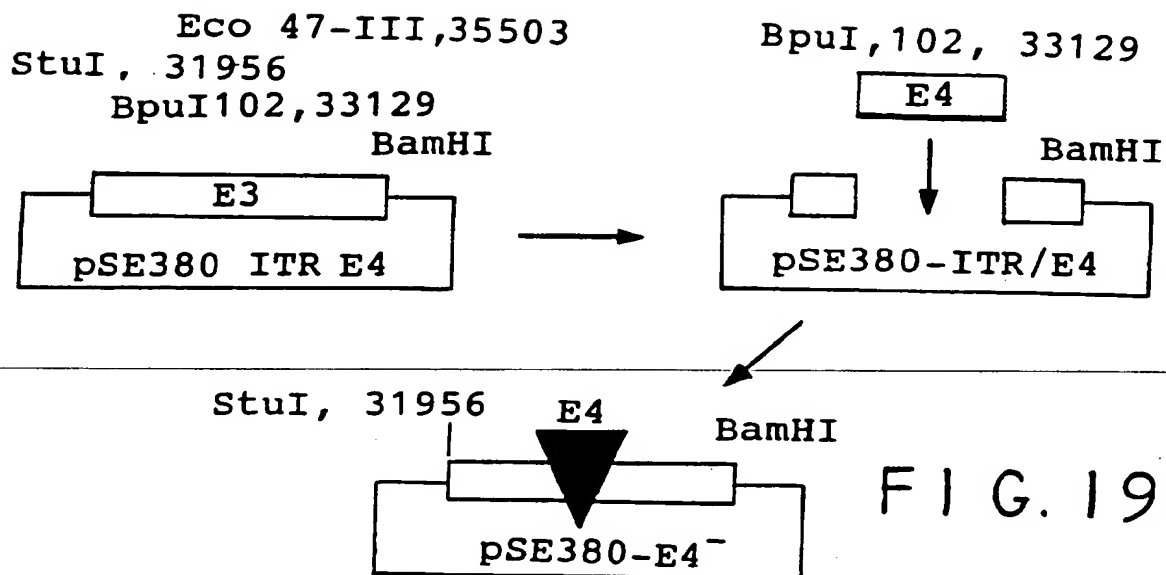 Eco 47-III,35503
StuI, 31956
BpuI102,33129
BamHI
E3
pSE380 ITR E4
BpuI,102, 33129
E4
BamHI
pSE380-ITR/E4
StuI, 31956
E4
BamHI
pSE380-E4⁻
FIG. 19